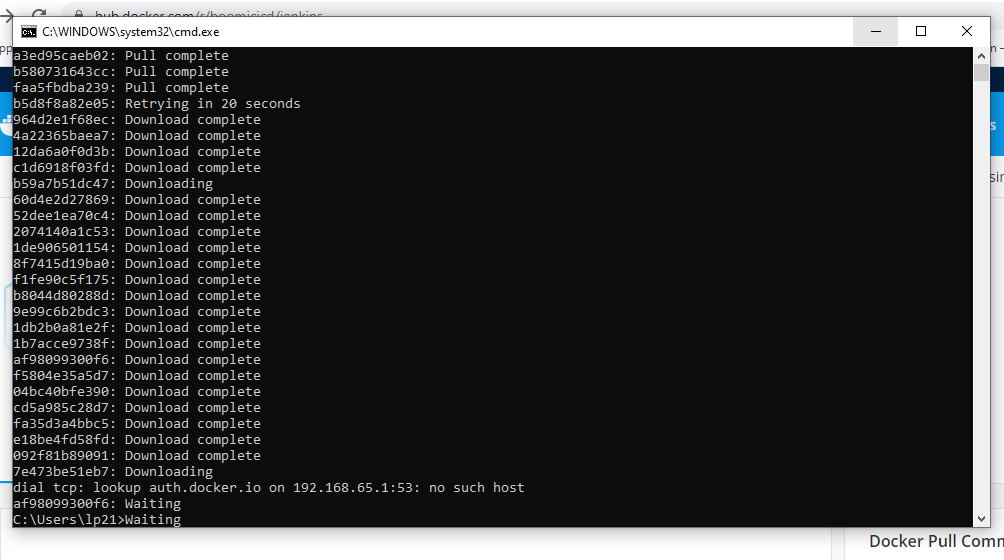 hub.docker.com/r/boomicicd/jenkins
C:\WINDOWS\system32\cmd.exe
a3ed95caeb02: Pull complete
b580731643cc: Pull complete
faa5fbdba239: Pull complete
b5d8f8a82e05: Retrying in 20 seconds
964d2e1f68ec: Download complete
4a22365baea7: Download complete
12da6a0f0d3b: Download complete
c1d6918f03fd: Download complete
b59a7b51dc47: Downloading
60d4e2d27869: Download complete
52dee1ea70c4: Download complete
2074140a1c53: Download complete
1de906501154: Download complete
8f7415d19ba0: Download complete
f1fe90c5f175: Download complete
b8044d80288d: Download complete
9e99c6b2bdc3: Download complete
1db2b0a81e2f: Download complete
1b7acce9738f: Download complete
af98099300f6: Download complete
f5804e35a5d7: Download complete
04bc40bfe390: Download complete
cd5a985c28d7: Download complete
fa35d3a4bbc5: Download complete
e18be4fd58fd: Download complete
092f81b89091: Download complete
7e473be51eb7: Downloading
dial tcp: lookup auth.docker.io on 192.168.65.1:53: no such host
af98099300f6: Waiting
C:\Users\lp21>Waiting
Docker Pull Comm